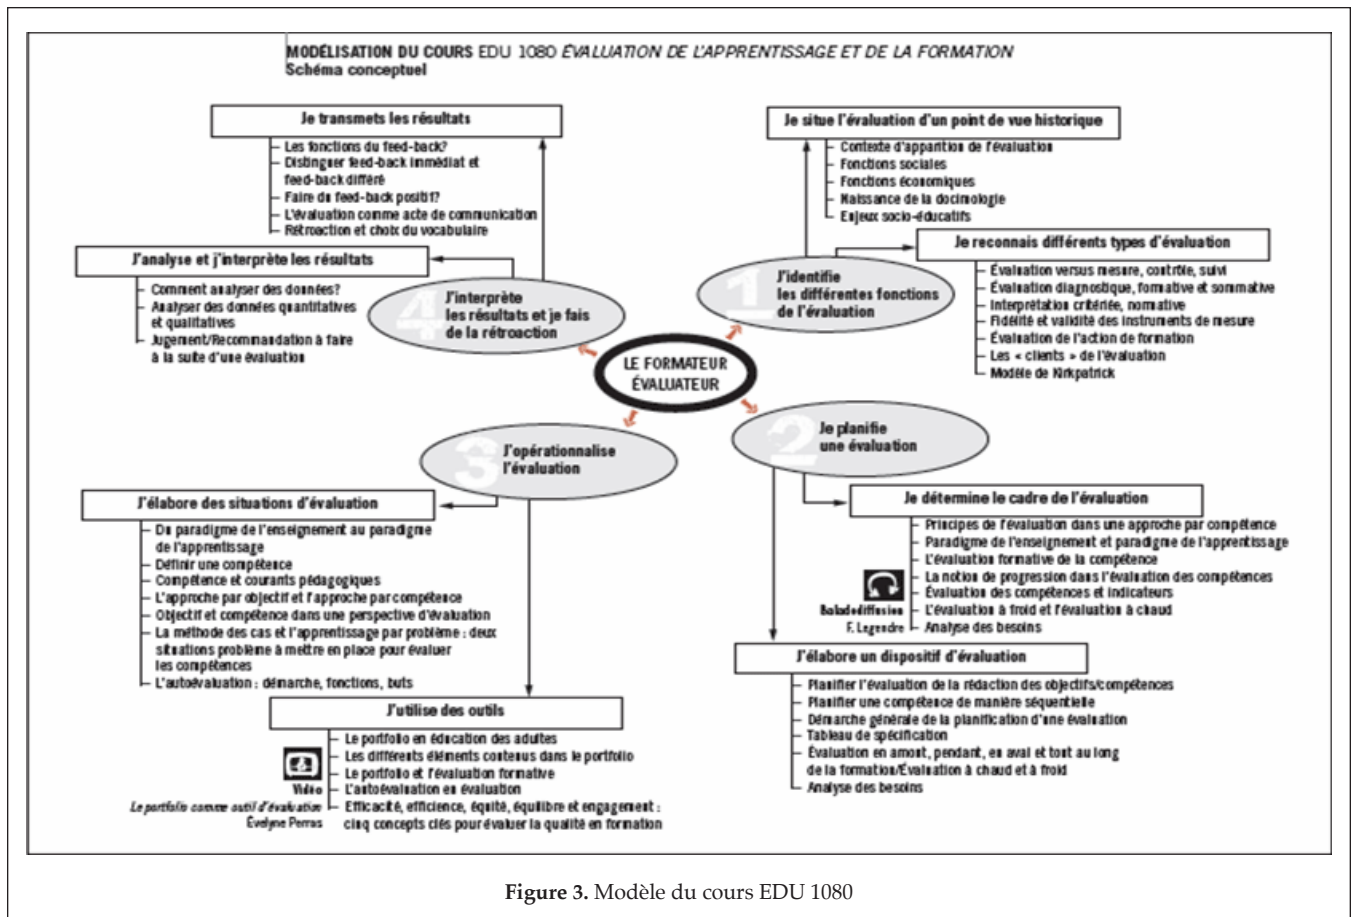 MODÉLISATION DU COURS EDU 1080 ÉVALUATION DE L'APPRENTISSAGE ET DE LA FORMATION
Schéma conceptuel
Je transmets les résultats
– Les fonctions du feed-back?
– Distinguer feed-back immédiat et
feed-back différé
– Faire du feed-back positif?
– L'évaluation comme acte de communication
– Rétroaction et choix du vocabulaire
J'analyse et j'interprète les résultats
– Comment analyser des données?
– Analyser des données quantitatives
et qualitatives
– Jugement/Recommandation à faire
à la suite d'une évaluation
4
J'interprète
les résultats et je fais
de la rétroaction
Je situe l'évaluation d'un point de vue historique
– Contexte d'apparition de l'évaluation
– Fonctions sociales
– Fonctions économiques
– Naissance de la docimologie
– Enjeux socio-éducatifs
Je reconnais différents types d'évaluation
– Évaluation versus mesure, contrôle, suivi
– Évaluation diagnostique, formative et sommative
– Interprétation critériée, normative
– Fidélité et validité des instruments de mesure
– Évaluation de l'action de formation
– Les « clients » de l'évaluation
– Modèle de Kirkpatrick
1
J'identifie
les différentes fonctions
de l'évaluation
LE FORMATEUR
ÉVALUATEUR
2
Je planifie
une évaluation
3
J'opérationnalise
l'évaluation
Je détermine le cadre de l'évaluation
– Principes de l'évaluation dans une approche par compétence
– Paradigme de l'enseignement et paradigme de l'apprentissage
– L'évaluation formative de la compétence
– La notion de progression dans l'évaluation des compétences
– Évaluation des compétences et indicateurs
– L'évaluation à froid et l'évaluation à chaud
– Analyse des besoins
Baladodiffusion
F. Legendre
J'élabore un dispositif d'évaluation
– Planifier l'évaluation de la rédaction des objectifs/compétences
– Planifier une compétence de manière séquentielle
– Démarche générale de la planification d'une évaluation
– Tableau de spécification
– Évaluation en amont, pendant, en aval et tout au long
de la formation/Évaluation à chaud et à froid
– Analyse des besoins
J'élabore des situations d'évaluation
– Du paradigme de l'enseignement au paradigme
de l'apprentissage
– Définir une compétence
– Compétence et courants pédagogiques
– L'approche par objectif et l'approche par compétence
– Objectif et compétence dans une perspective d'évaluation
– La méthode des cas et l'apprentissage par problème : deux
situations problème à mettre en place pour évaluer
les compétences
– L'autoévaluation : démarche, fonctions, buts
J'utilise des outils
– Le portfolio en éducation des adultes
– Les différents éléments contenus dans le portfolio
– Le portfolio et l'évaluation formative
– L'autoévaluation en évaluation
– Efficacité, efficience, équité, équilibre et engagement :
cinq concepts clés pour évaluer la qualité en formation
Vidéo
Le portfolio comme outil d'évaluation
Évelyne Perras
Figure 3. Modèle du cours EDU 1080